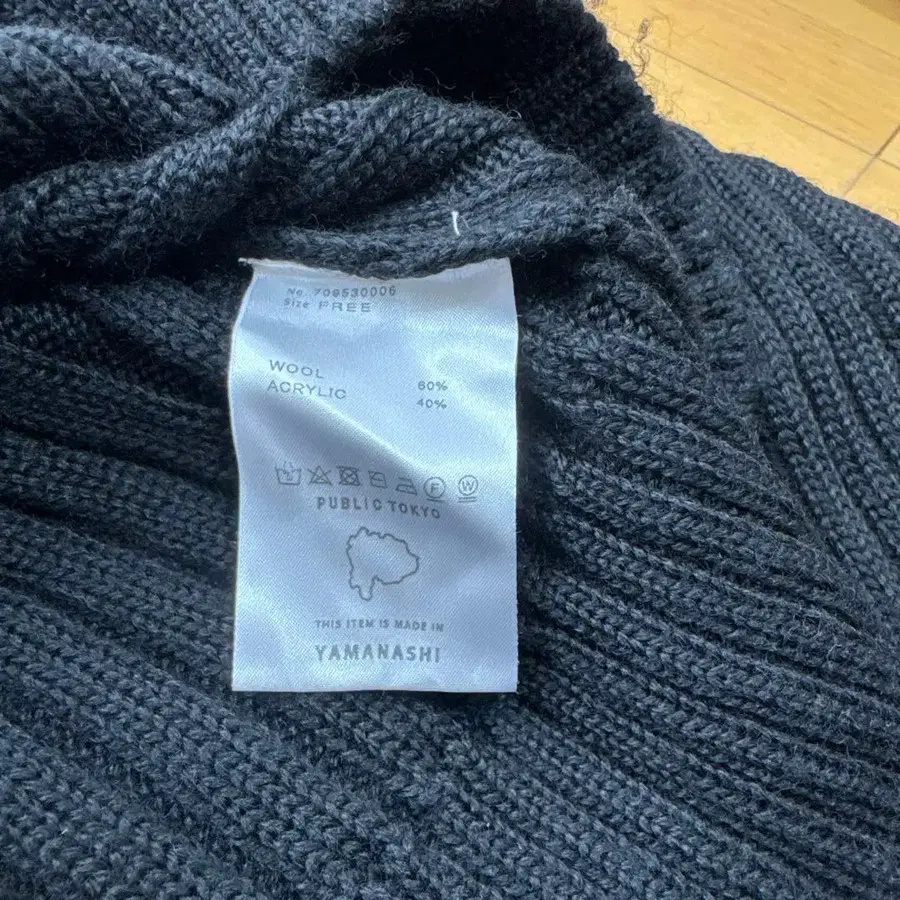 No. 709530006
Size FREE
WOOL 60%
ACRYLIC 40%
F W
PUBLIC TOKYO
THIS ITEM IS MADE IN
YAMANASHI